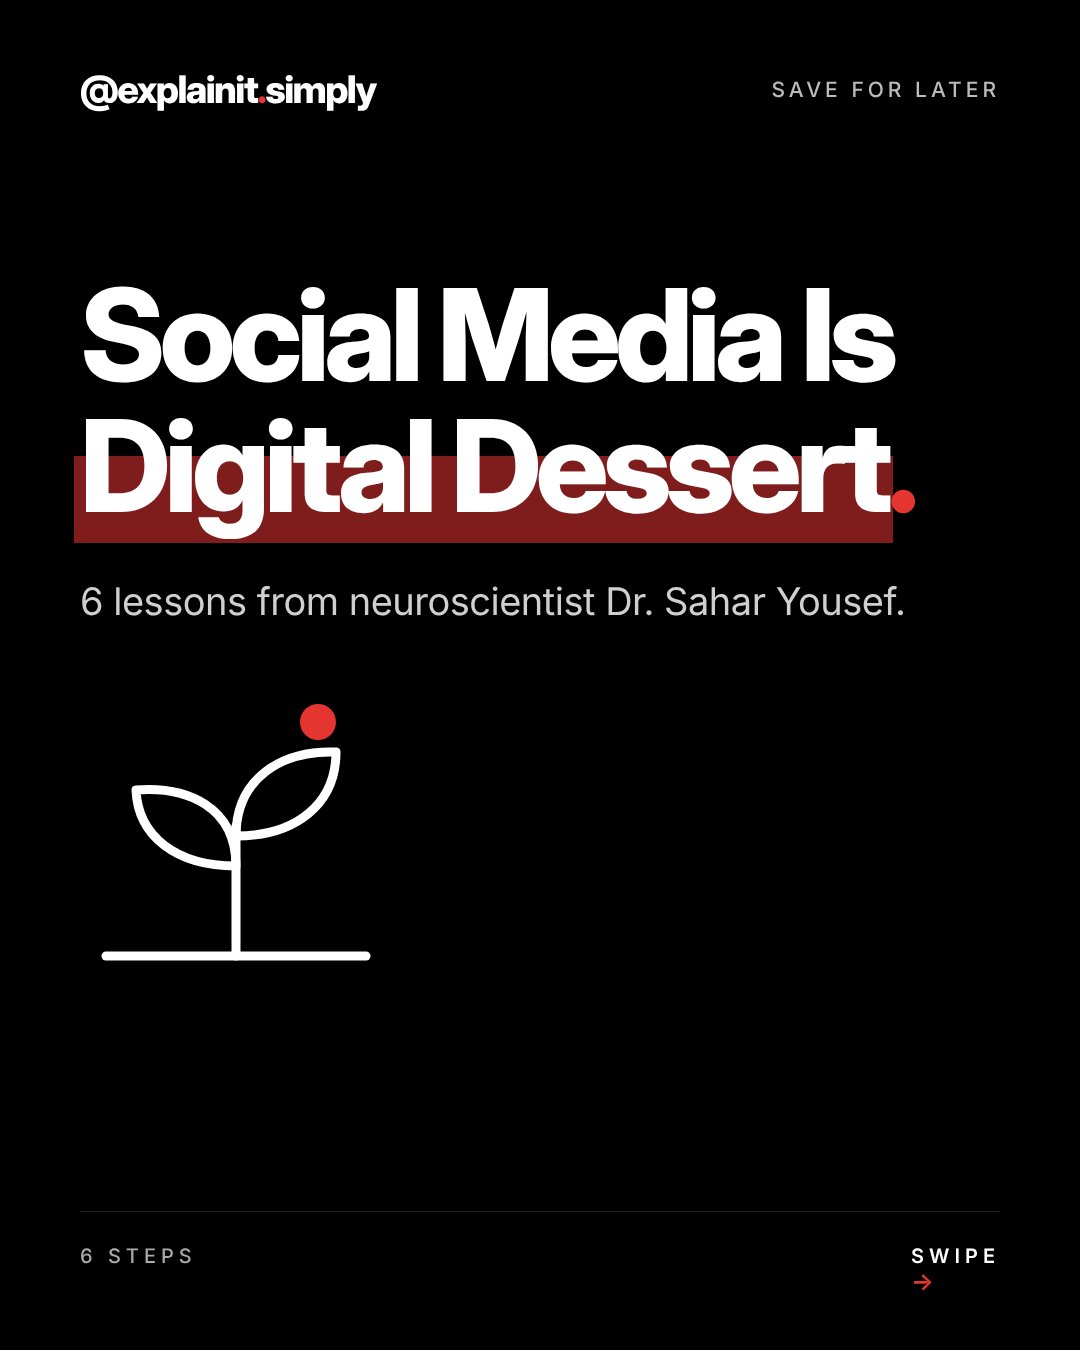 @explainit.simply
SAVE FOR LATER
Social Media Is
Digital Dessert.
6 lessons from neuroscientist Dr. Sahar Yousef.
6 STEPS
SWIPE
→